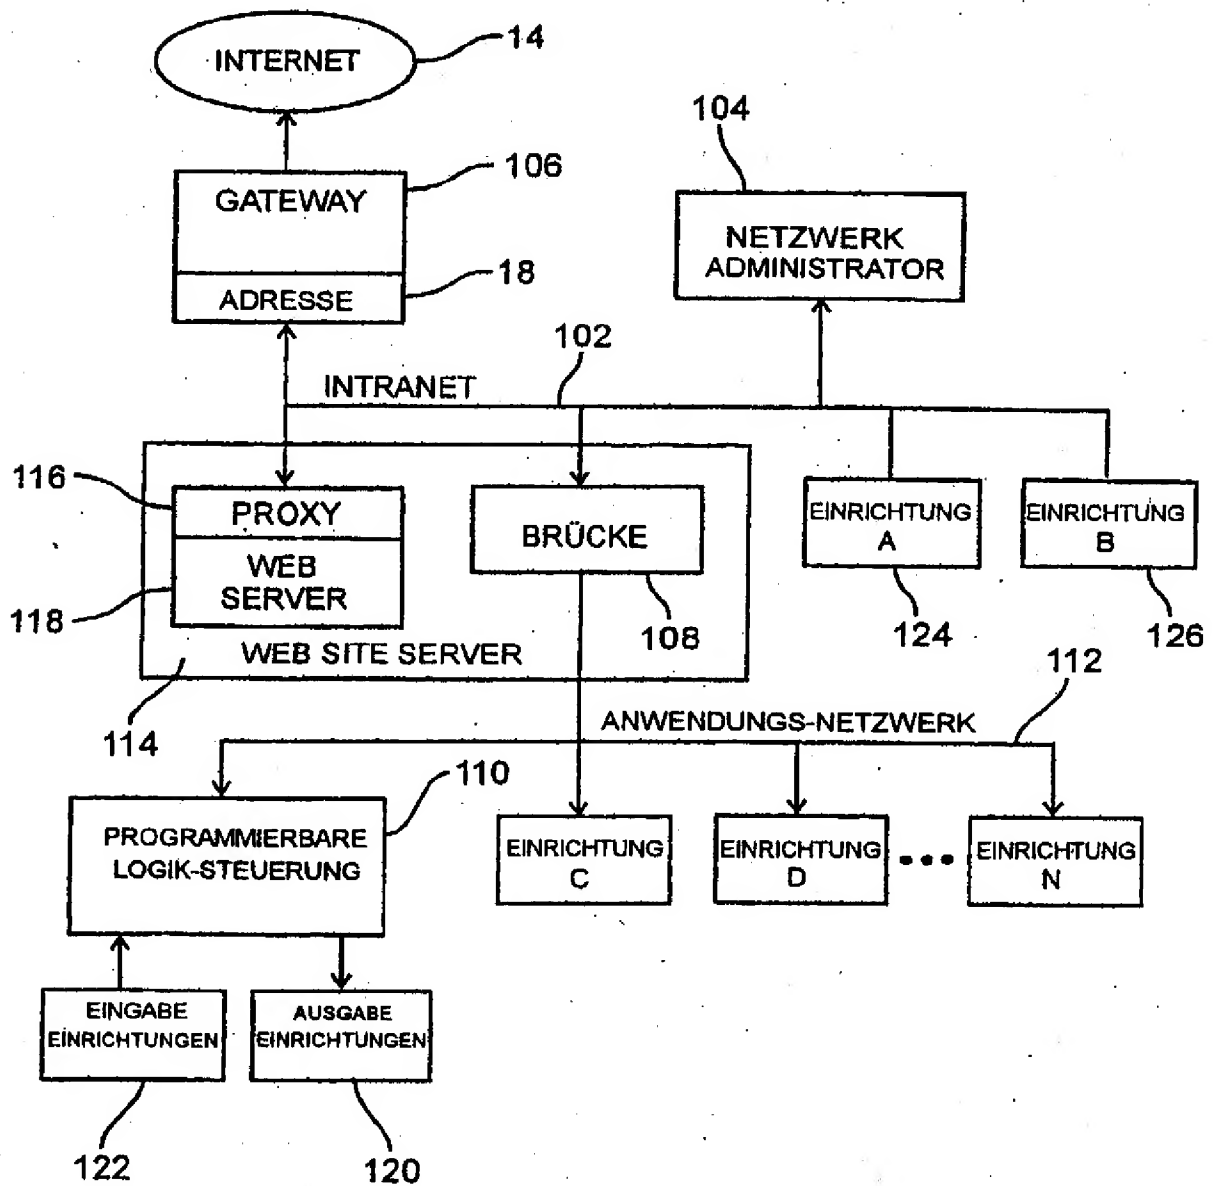 INTERNET
14
GATEWAY
106
ADRESSE
18
104
NETZWERK
ADMINISTRATOR
102
INTRANET
116
PROXY
WEB
SERVER
118
BRÜCKE
108
WEB SITE SERVER
114
EINRICHTUNG
A
124
EINRICHTUNG
B
126
112
ANWENDUNGS-NETZWERK
110
PROGRAMMIERBARE
LOGIK-STEUERUNG
EINRICHTUNG
C
EINRICHTUNG
D
EINRICHTUNG
N
EINGABE
EINRICHTUNGEN
AUSGABE
EINRICHTUNGEN
122
120